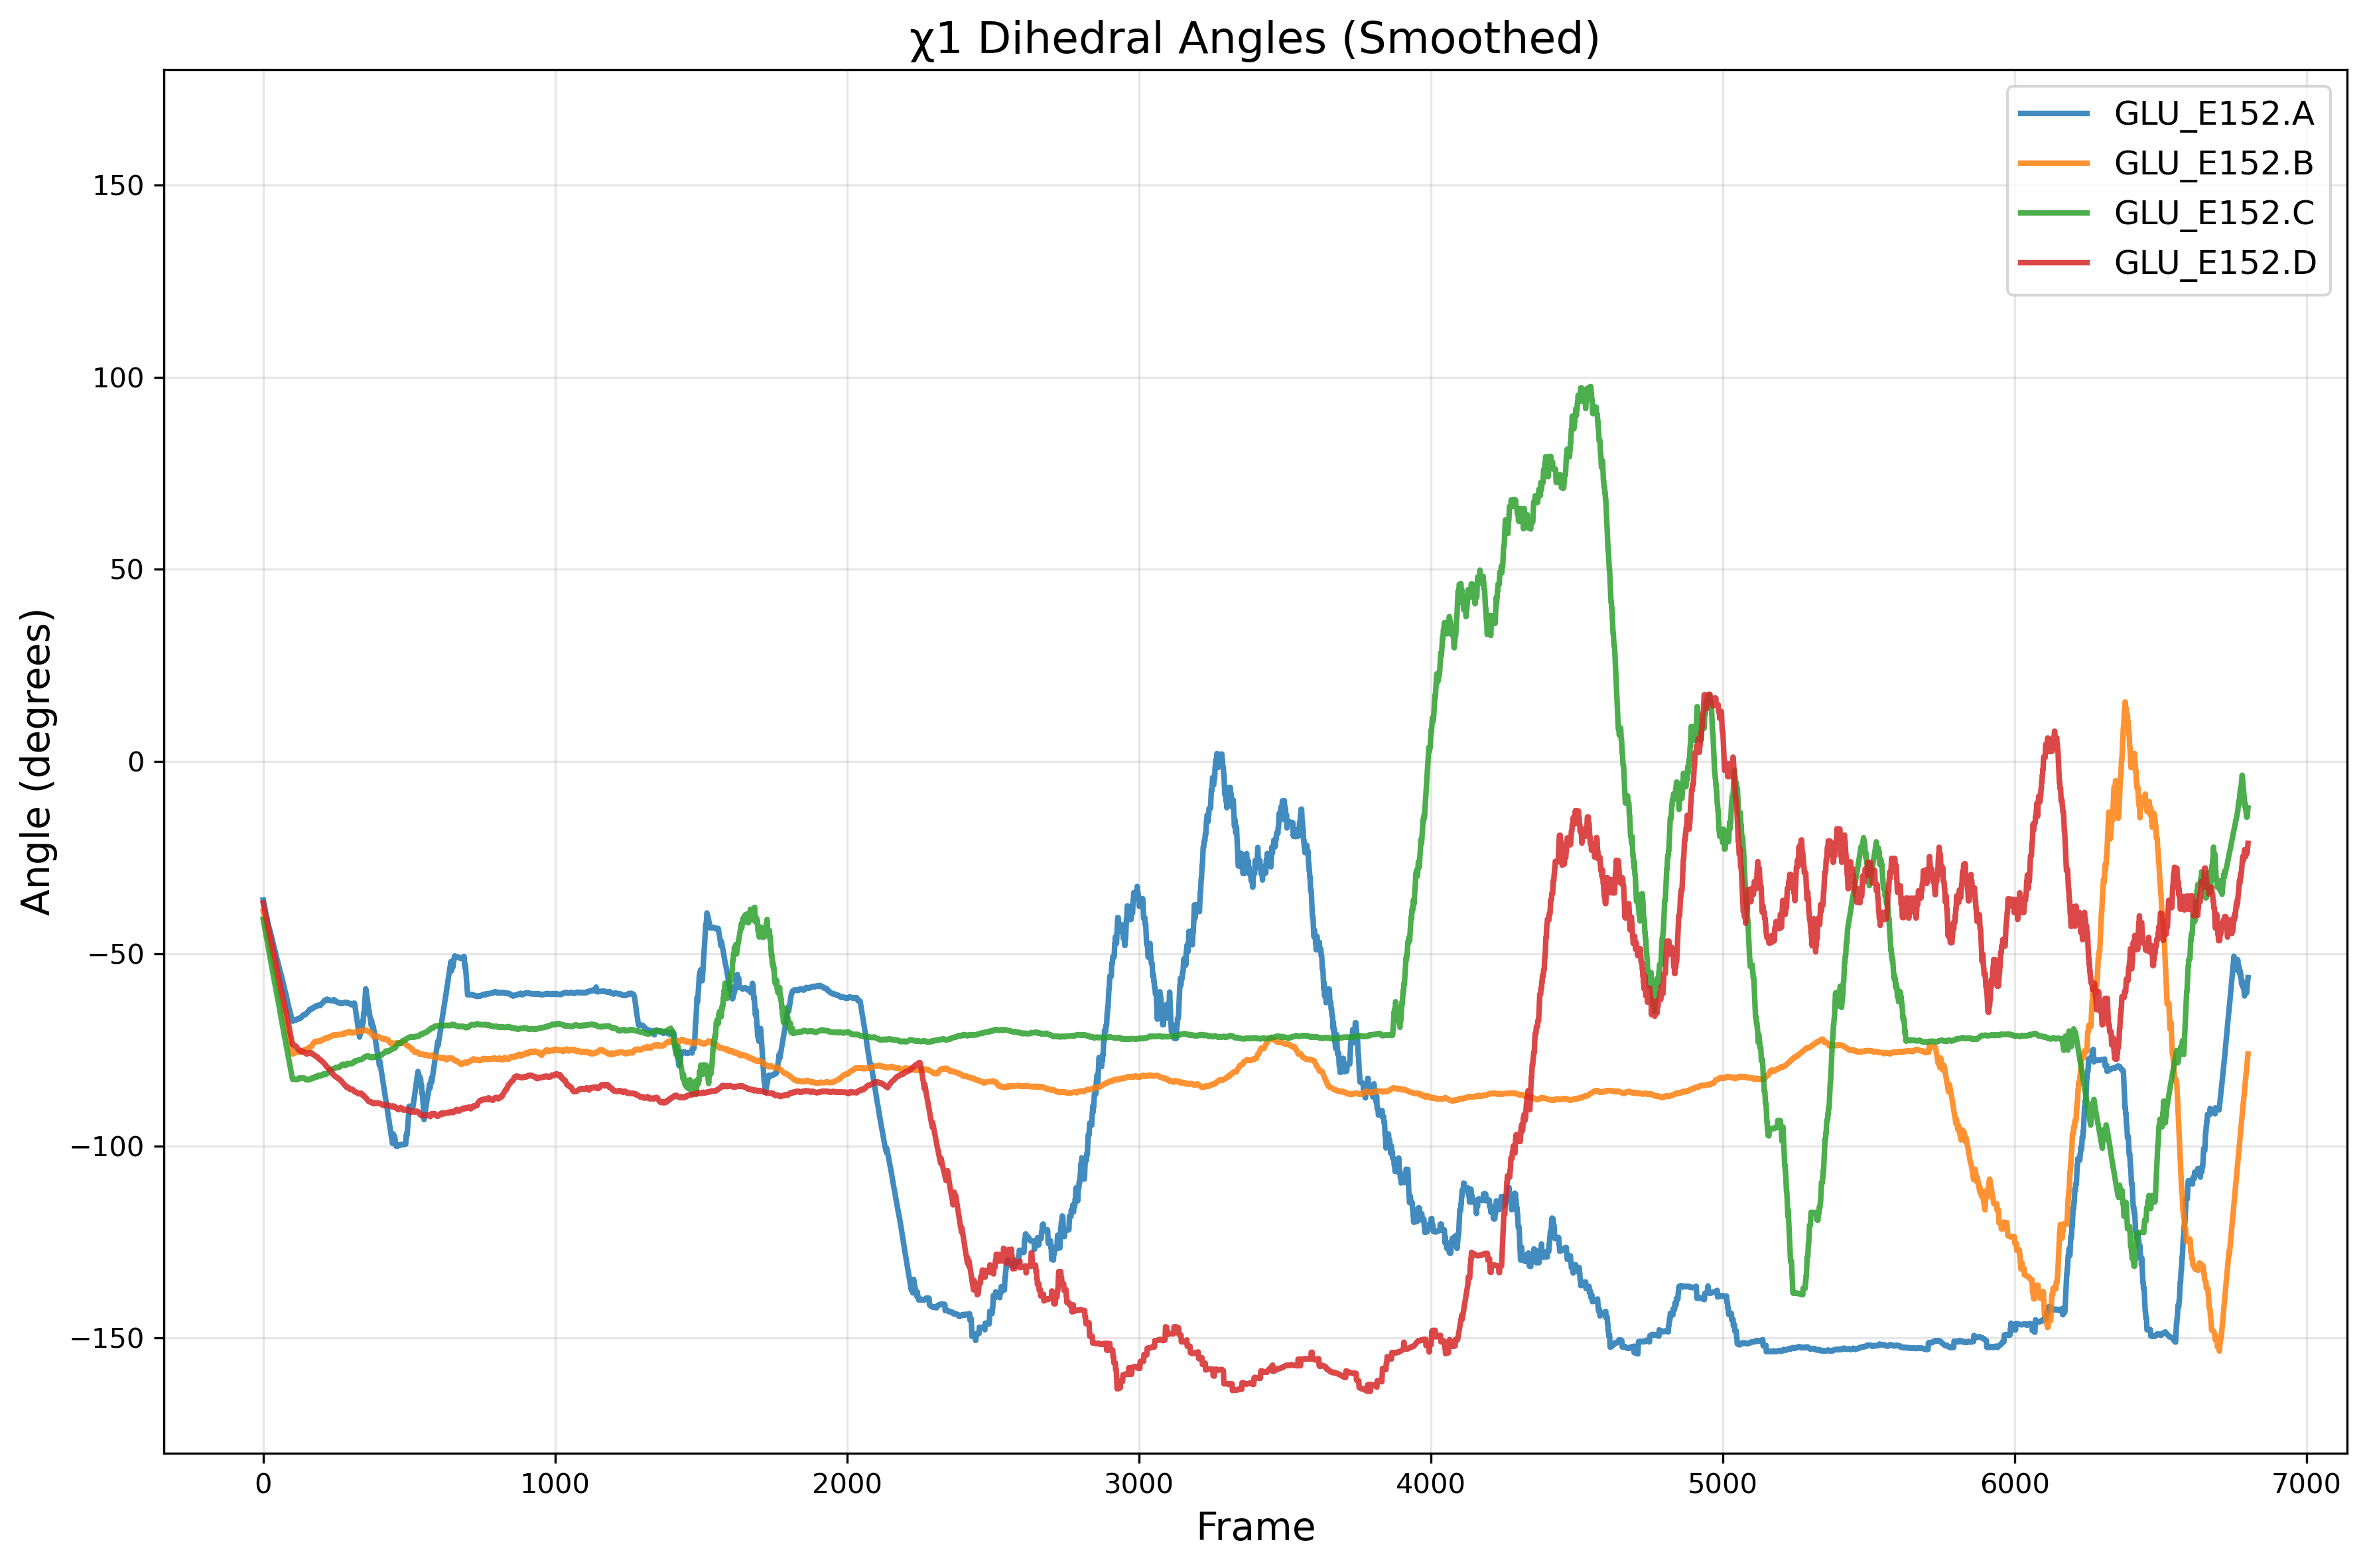 χ1 Dihedral Angles (Smoothed)
GLU_E152.A
GLU_E152.B
GLU_E152.C
GLU_E152.D
Angle (degrees)
150
100
50
0
−50
−100
−150
0 1000 2000 3000 4000 5000 6000 7000
Frame